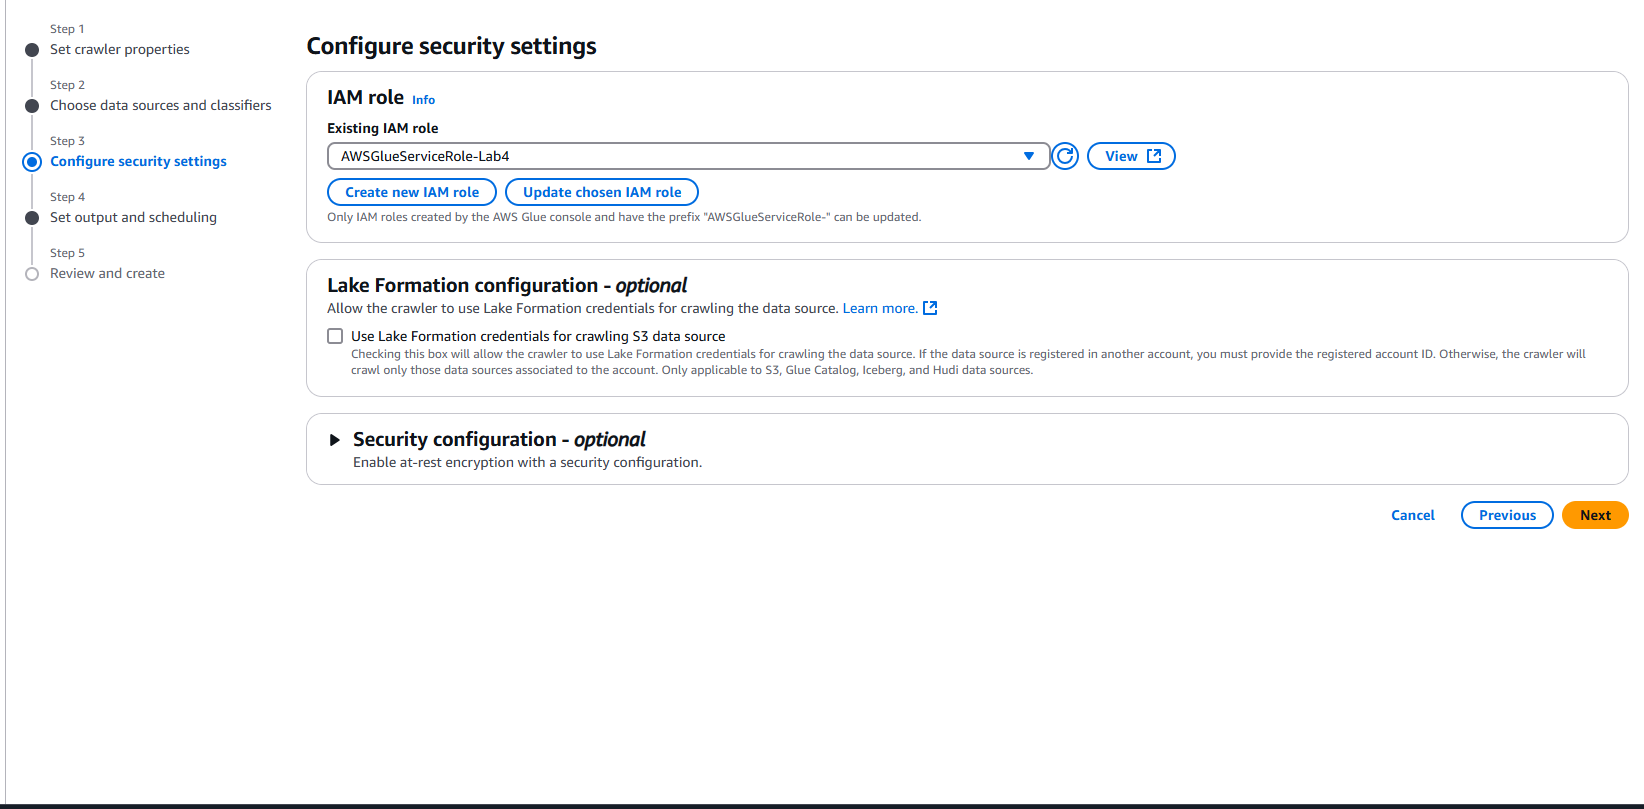 Step 1
Set crawler properties
Step 2
Choose data sources and classifiers
Step 3
Configure security settings
Step 4
Set output and scheduling
Step 5
Review and create
Configure security settings
IAM role Info
Existing IAM role
AWSGlueServiceRole-Lab4
View
Create new IAM role Update chosen IAM role
Only IAM roles created by the AWS Glue console and have the prefix "AWSGlueServiceRole-" can be updated.
Lake Formation configuration - optional
Allow the crawler to use Lake Formation credentials for crawling the data source. Learn more.
Use Lake Formation credentials for crawling S3 data source
Checking this box will allow the crawler to use Lake Formation credentials for crawling the data source. If the data source is registered in another account, you must provide the registered account ID. Otherwise, the crawler will
crawl only those data sources associated to the account. Only applicable to S3, Glue Catalog, Iceberg, and Hudi data sources.
Security configuration - optional
Enable at-rest encryption with a security configuration.
Cancel Previous Next